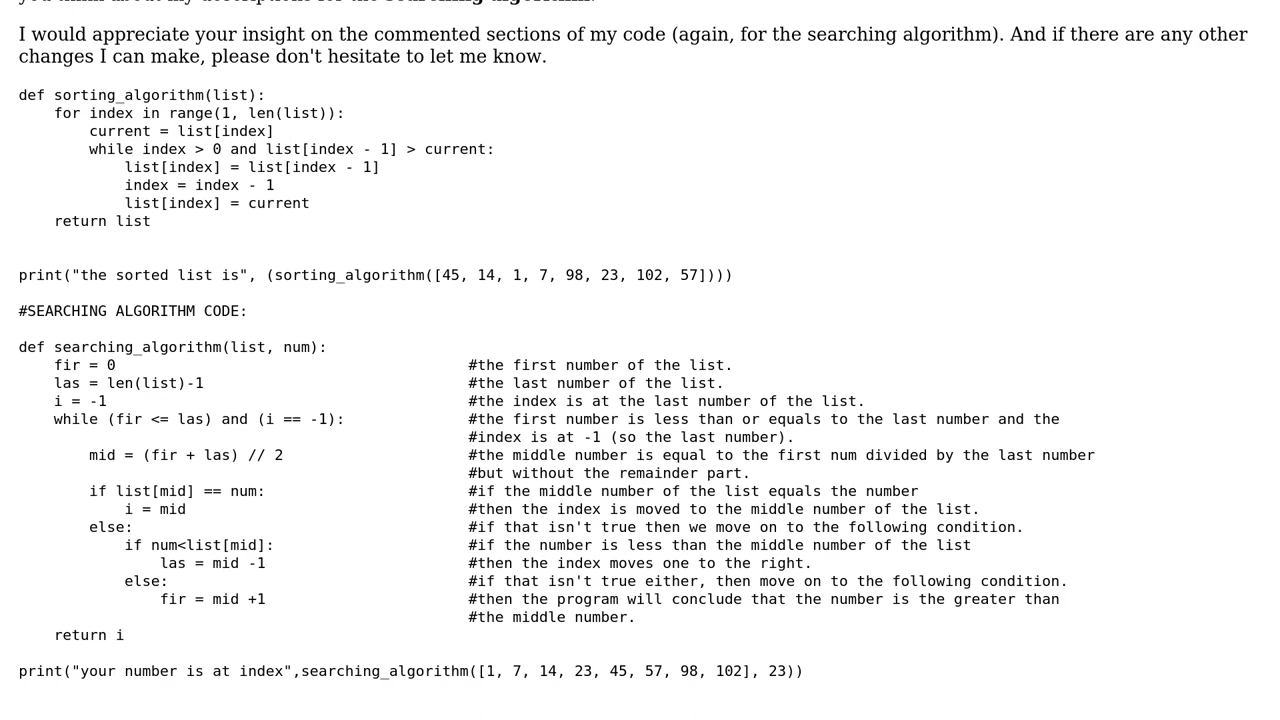 you think about my descriptions for the searching algorithm.
I would appreciate your insight on the commented sections of my code (again, for the searching algorithm). And if there are any other
changes I can make, please don't hesitate to let me know.
def sorting_algorithm(list):
    for index in range(1, len(list)):
        current = list[index]
        while index > 0 and list[index - 1] > current:
            list[index] = list[index - 1]
            index = index - 1
            list[index] = current
    return list
print("the sorted list is", (sorting_algorithm([45, 14, 1, 7, 98, 23, 102, 57])))
#SEARCHING ALGORITHM CODE:
def searching_algorithm(list, num):
    fir = 0                                        #the first number of the list.
    las = len(list)-1                              #the last number of the list.
    i = -1                                         #the index is at the last number of the list.
    while (fir <= las) and (i == -1):              #the first number is less than or equals to the last number and the
                                                   #index is at -1 (so the last number).
        mid = (fir + las) // 2                     #the middle number is equal to the first num divided by the last number
                                                   #but without the remainder part.
        if list[mid] == num:                       #if the middle number of the list equals the number
            i = mid                                #then the index is moved to the middle number of the list.
        else:                                      #if that isn't true then we move on to the following condition.
            if num<list[mid]:                      #if the number is less than the middle number of the list
                las = mid -1                       #then the index moves one to the right.
            else:                                  #if that isn't true either, then move on to the following condition.
                fir = mid +1                       #then the program will conclude that the number is the greater than
                                                   #the middle number.
    return i
print("your number is at index",searching_algorithm([1, 7, 14, 23, 45, 57, 98, 102], 23))